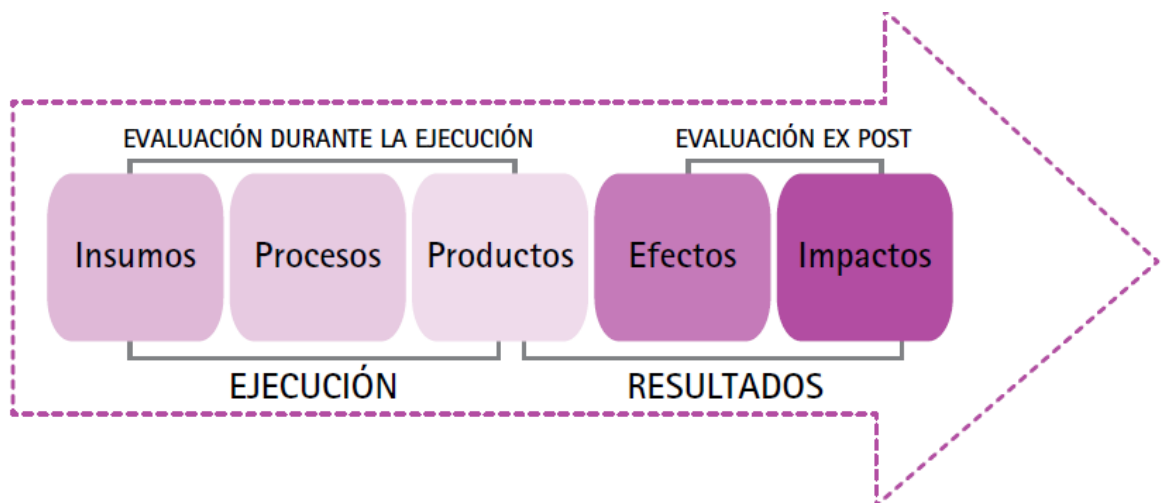 EVALUACIÓN DURANTE LA EJECUCIÓN
EVALUACIÓN EX POST
Insumos
Procesos
Productos
Efectos
Impactos
EJECUCIÓN
RESULTADOS